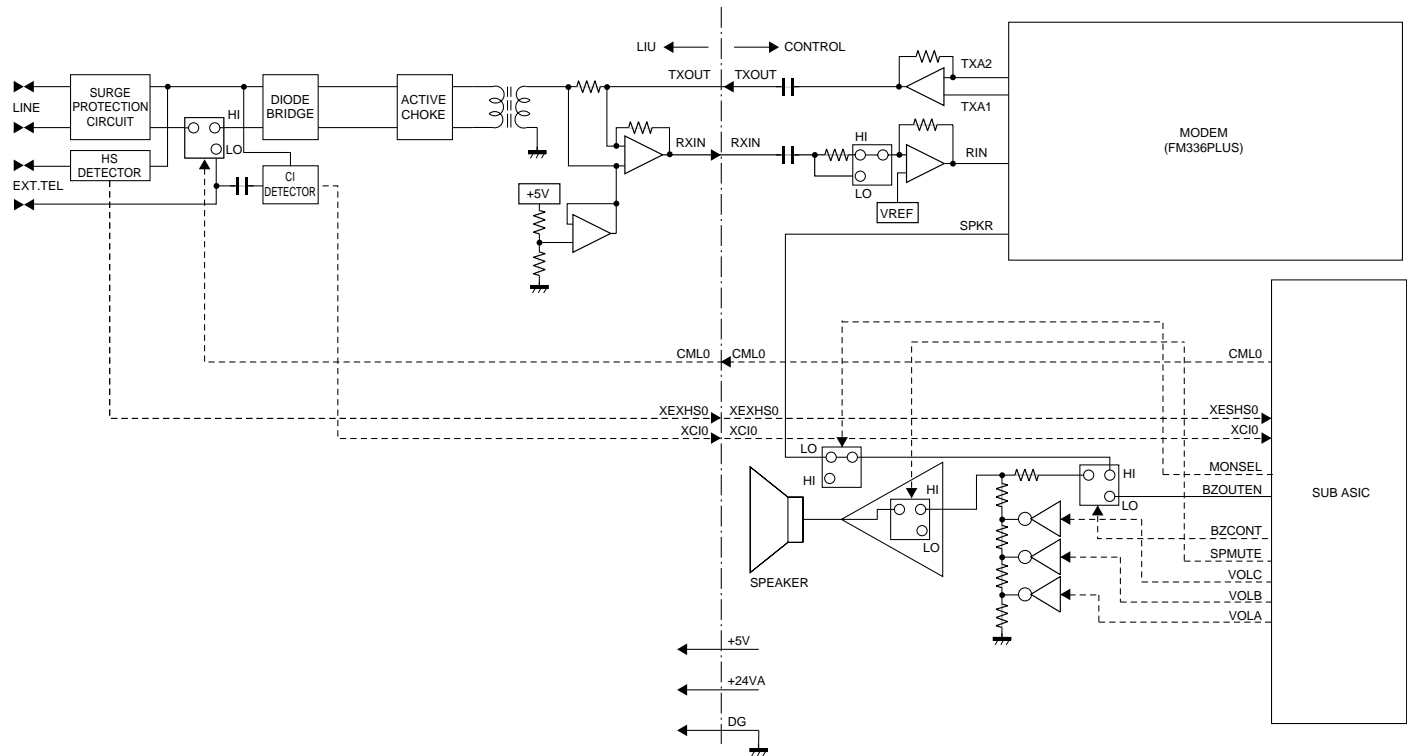 LIU
CONTROL
TXOUT
TXOUT
TXA2
TXA1
LINE
SURGE
PROTECTION
CIRCUIT
HI
LO
DIODE
BRIDGE
ACTIVE
CHOKE
MODEM
(FM336PLUS)
HS
DETECTOR
EXT.TEL
CI
DETECTOR
+5V
RXIN
RXIN
HI
LO
VREF
RIN
SPKR
CML0
CML0
CML0
XEXHS0
XEXHS0
XESHS0
XCI0
XCI0
XCI0
LO
HI
MONSEL
HI
LO
HI
LO
BZOUTEN
SUB ASIC
BZCONT
SPMUTE
SPEAKER
VOLC
VOLB
VOLA
+5V
+24VA
DG